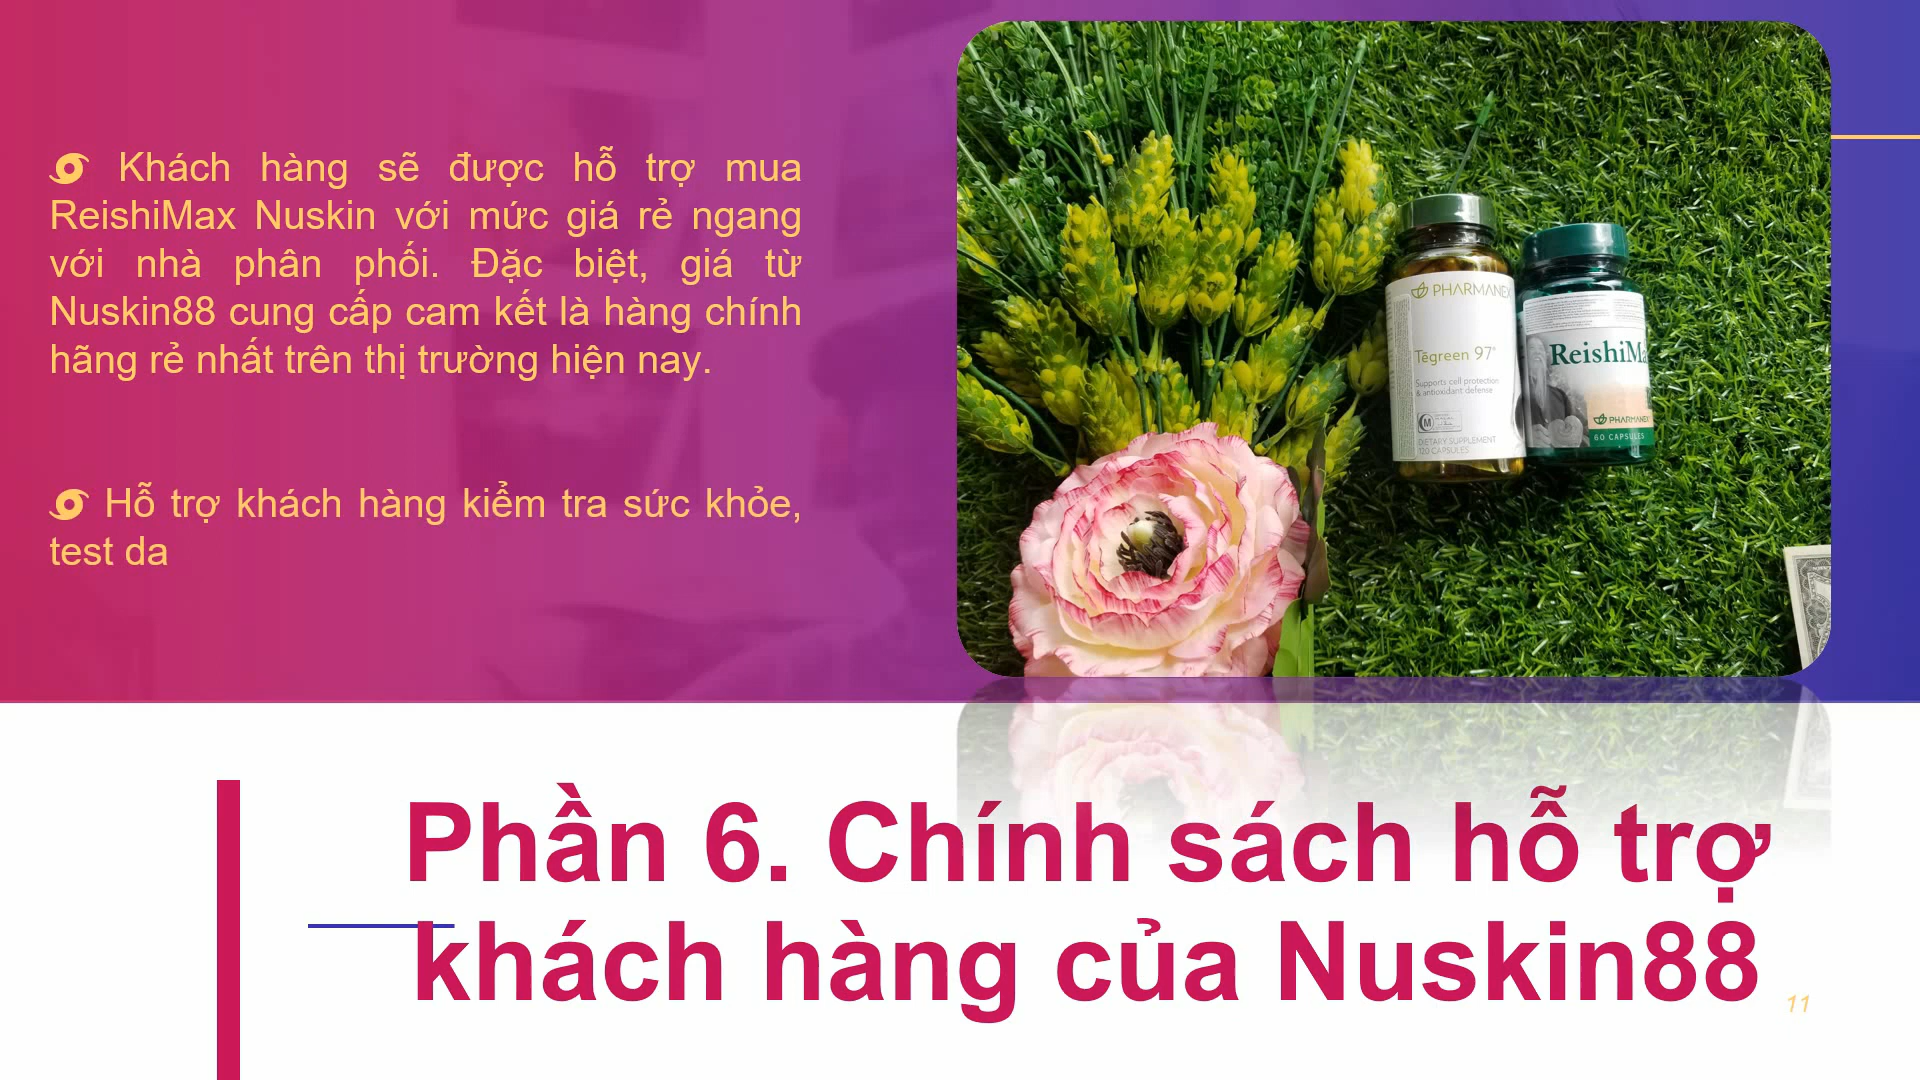 Khách hàng sẽ được hỗ trợ mua
ReishiMax Nuskin với mức giá rẻ ngang
với nhà phân phối. Đặc biệt, giá từ
Nuskin88 cung cấp cam kết là hàng chính
hãng rẻ nhất trên thị trường hiện nay.
Hỗ trợ khách hàng kiểm tra sức khỏe,
test da
PHARMANEX
Tēgreen 97®
Supports cell protection
& antioxidant defense
DIETARY SUPPLEMENT
120 CAPSULES
ReishiMa
PHARMANEX
60 CAPSULES
Phần 6. Chính sách hỗ trợ
khách hàng của Nuskin88
11